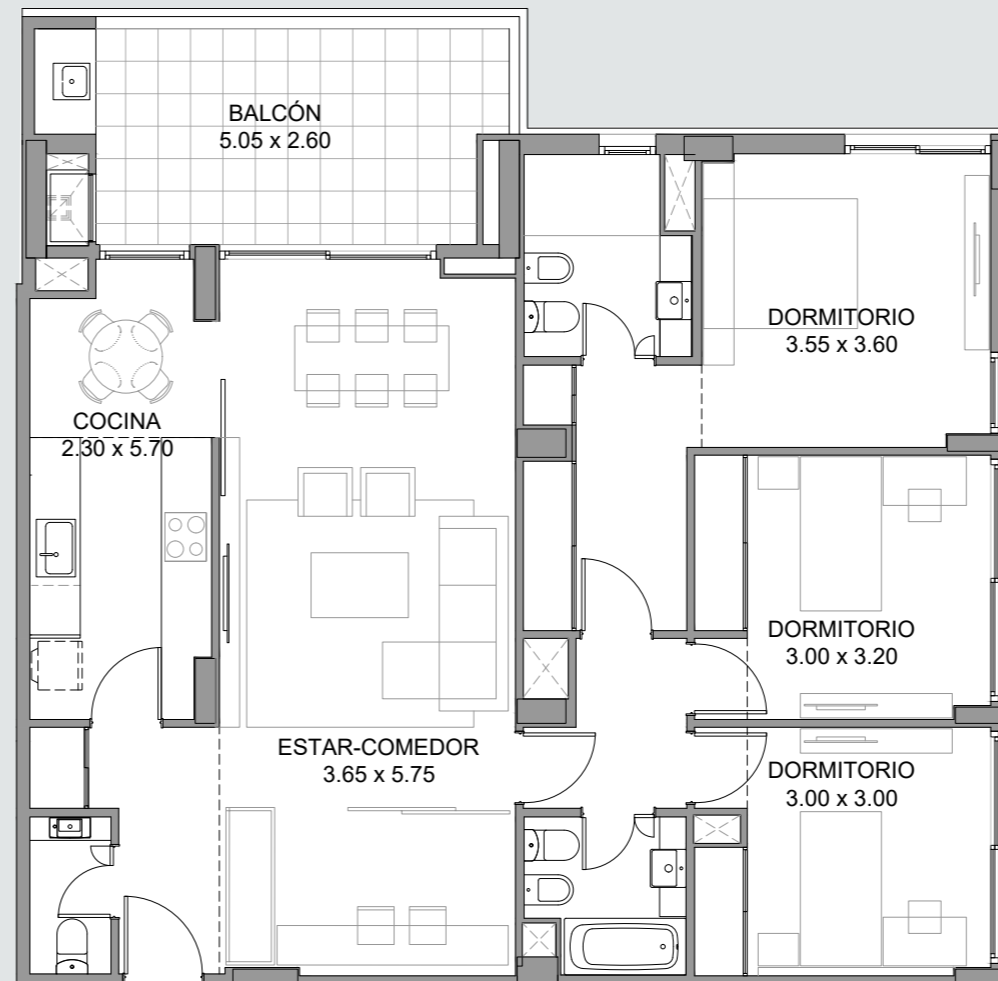 BALCÓN
5.05 x 2.60
DORMITORIO
3.55 x 3.60
COCINA
2.30 x 5.70
DORMITORIO
3.00 x 3.20
ESTAR-COMEDOR
3.65 x 5.75
DORMITORIO
3.00 x 3.00